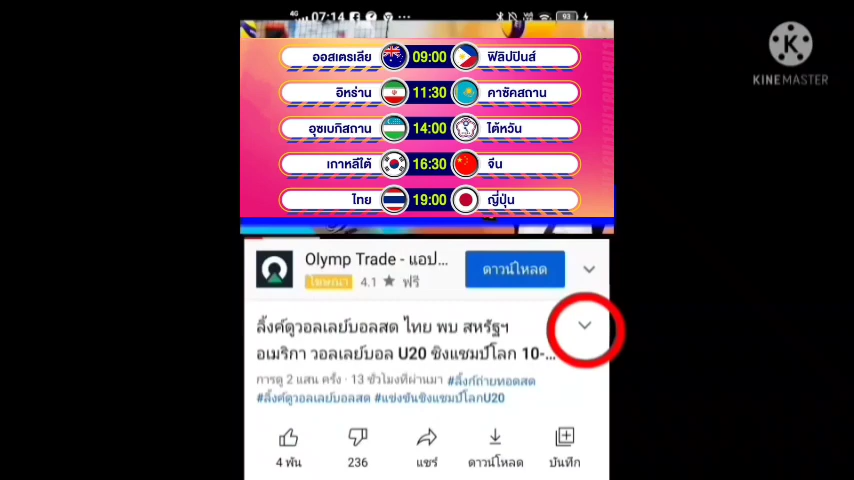 4G 07:14 93
ออสเตรเลีย 09:00 ฟิลิปปินส์
อิหร่าน 11:30 คาซัคสถาน
อุซเบกิสถาน 14:00 ไต้หวัน
เกาหลีใต้ 16:30 จีน
ไทย 19:00 ญี่ปุ่น
K
KINEMASTER
Olymp Trade - แอป...
ดาวน์โหลด
โฆษณา 4.1 ★ ฟรี
ลิ้งค์ดูวอลเลย์บอลสด ไทย พบ สหรัฐฯ
อเมริกา วอลเลย์บอล U20 ชิงแชมป์โลก 10-...
การดู 2 แสน ครั้ง · 13 ชั่วโมงที่ผ่านมา #ลิ้งก์ถ่ายทอดสด
#ลิ้งค์ดูวอลเลย์บอลสด #แข่งขันชิงแชมป์โลกU20
4 พัน 236 แชร์ ดาวน์โหลด บันทึก